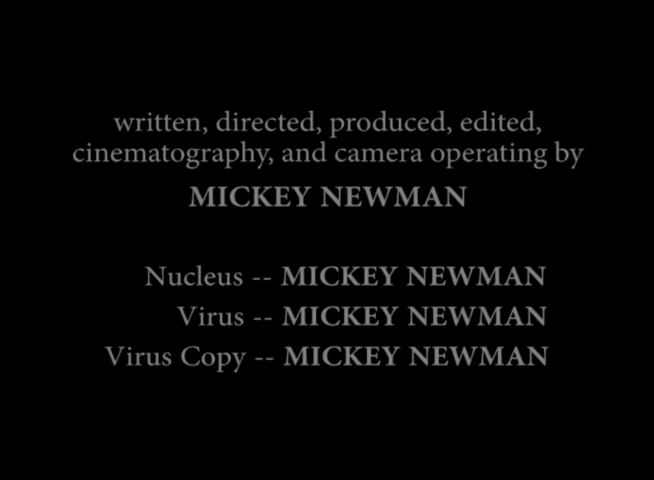 written, directed, produced, edited,
cinematography, and camera operating by
MICKEY NEWMAN
Nucleus -- MICKEY NEWMAN
Virus -- MICKEY NEWMAN
Virus Copy -- MICKEY NEWMAN